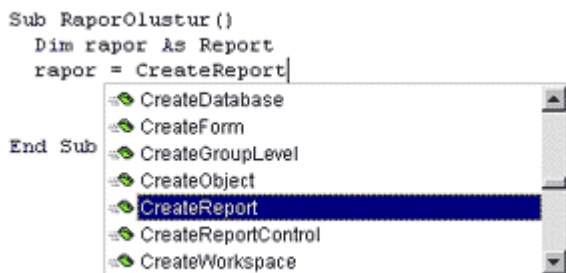 Sub RaporOlustur()
Dim rapor As Report
rapor = CreateReport
CreateDatabase
CreateForm
End Sub
CreateGroupLevel
CreateObject
CreateReport
CreateReportControl
CreateWorkspace